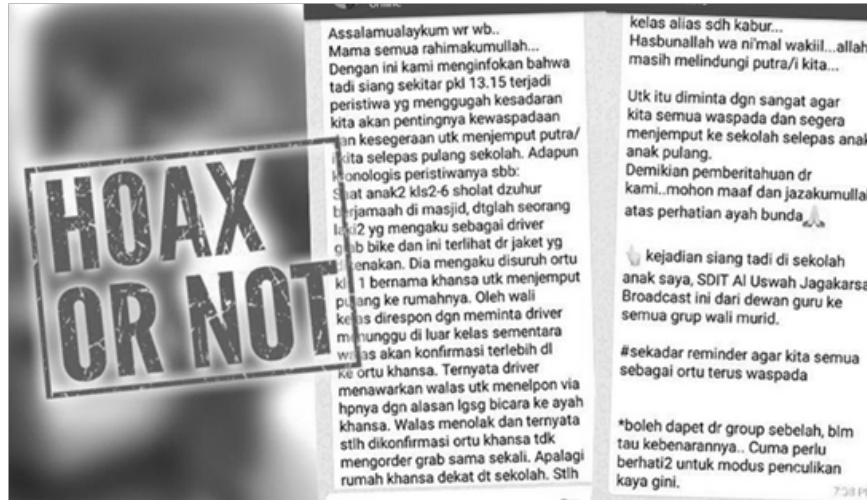 HOAX
OR NOT
online
Assalamualaykum wr wb..
Mama semua rahimakumullah...
Dengan ini kami menginfokan bahwa
tadi siang sekitar pkl 13.15 terjadi
peristiwa yg menggugah kesadaran
kita akan pentingnya kewaspadaan
dan kesegeraan utk menjemput putra/
kita selepas pulang sekolah. Adapun
kronologis peristiwanya sbb:
Saat anak2 kls2-6 sholat dzuhur
berjamaah di masjid, dtglah seorang
laki2 yg mengaku sebagai driver
grab bike dan ini terlihat dr jaket yg
dikenakan. Dia mengaku disuruh ortu
kls 1 bernama khansa utk menjemput
pulang ke rumahnya. Oleh wali
kelas direspon dgn meminta driver
menunggu di luar kelas sementara
walas akan konfirmasi terlebih dl
ke ortu khansa. Ternyata driver
menawarkan walas utk menelpon via
hpnya dgn alasan lgsg bicara ke ayah
khansa. Walas menolak dan ternyata
stlh dikonfirmasi ortu khansa tdk
mengorder grab sama sekali. Apalagi
rumah khansa dekat dt sekolah. Stlh
kelas alias sdh kabur...
Hasbunallah wa ni'mal wakiil...allah
masih melindungi putra/i kita...
Utk itu diminta dgn sangat agar
kita semua waspada dan segera
menjemput ke sekolah selepas anak
anak pulang.
Demikian pemberitahuan dr
kami..mohon maaf dan jazakumullah
atas perhatian ayah bunda🙏
👆 kejadian siang tadi di sekolah
anak saya, SDIT Al Uswah Jagakarsa
Broadcast ini dari dewan guru ke
semua grup wali murid.
#sekadar reminder agar kita semua
sebagai ortu terus waspada
*boleh dapet dr group sebelah, blm
tau kebenarannya.. Cuma perlu
berhati2 untuk modus penculikan
kaya gini.